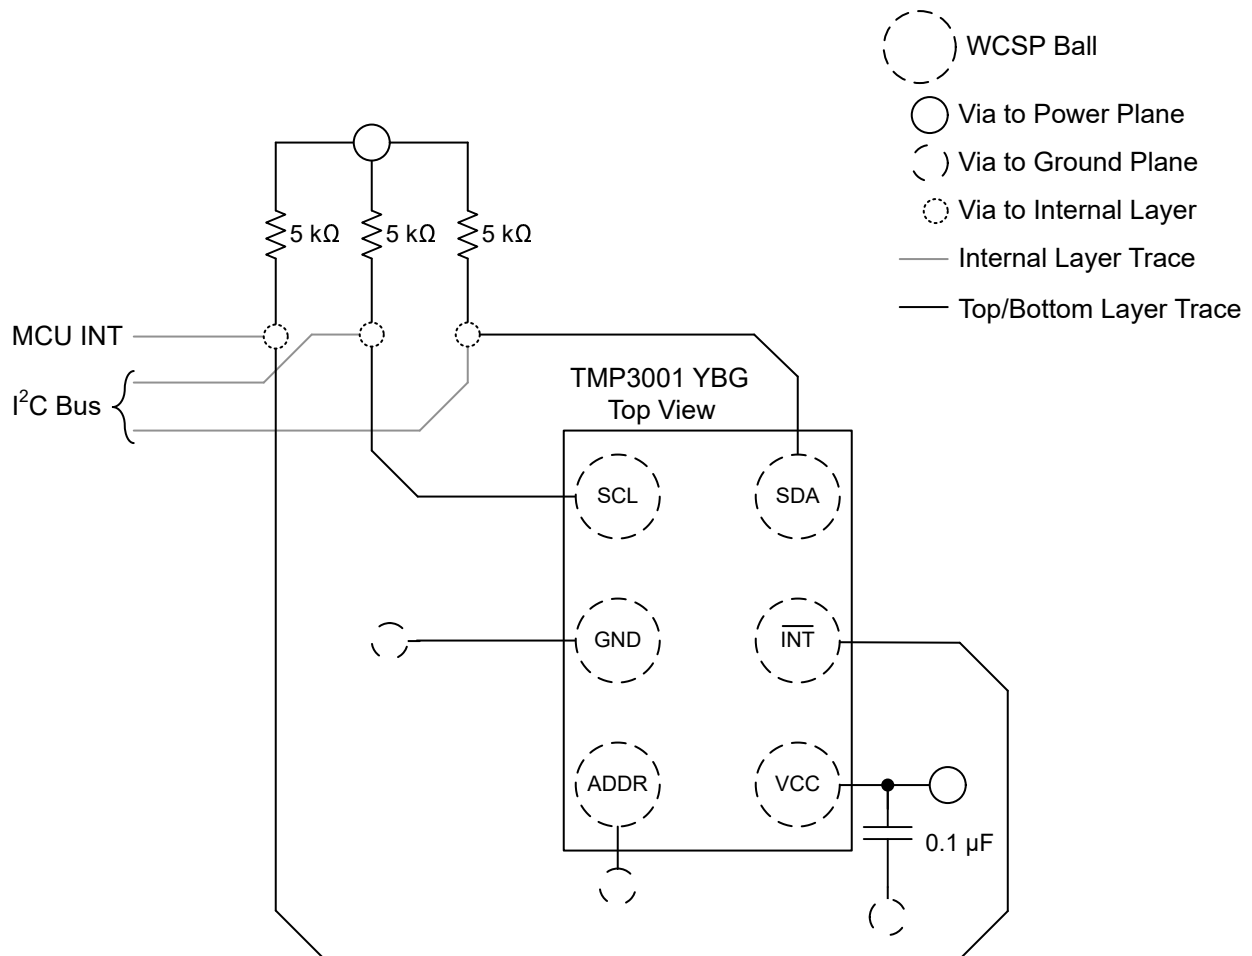 WCSP Ball
Via to Power Plane
Via to Ground Plane
Via to Internal Layer
Internal Layer Trace
Top/Bottom Layer Trace
5 kΩ 5 kΩ 5 kΩ
MCU INT
I²C Bus
TMP3001 YBG
Top View
SCL SDA
GND INT
ADDR VCC
0.1 µF